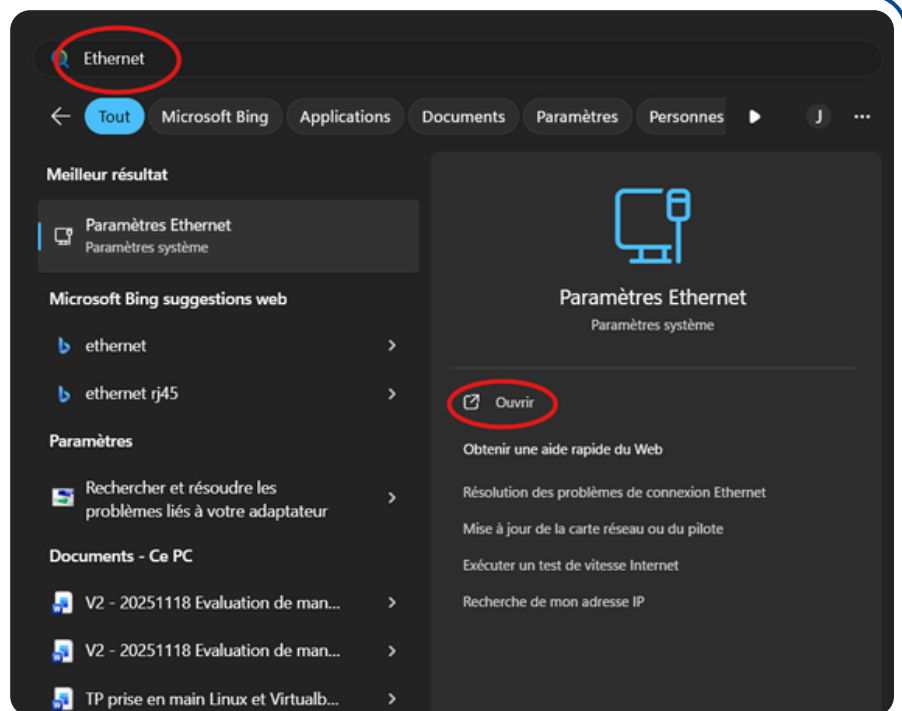 Ethernet
Tout Microsoft Bing Applications Documents Paramètres Personnes J ...
Meilleur résultat
Paramètres Ethernet
Paramètres système
Microsoft Bing suggestions web
ethernet
ethernet rj45
Paramètres
Rechercher et résoudre les
problèmes liés à votre adaptateur
Documents - Ce PC
V2 - 20251118 Evaluation de man...
V2 - 20251118 Evaluation de man...
TP prise en main Linux et Virtualb...
Paramètres Ethernet
Paramètres système
Ouvrir
Obtenir une aide rapide du Web
Résolution des problèmes de connexion Ethernet
Mise à jour de la carte réseau ou du pilote
Exécuter un test de vitesse Internet
Recherche de mon adresse IP